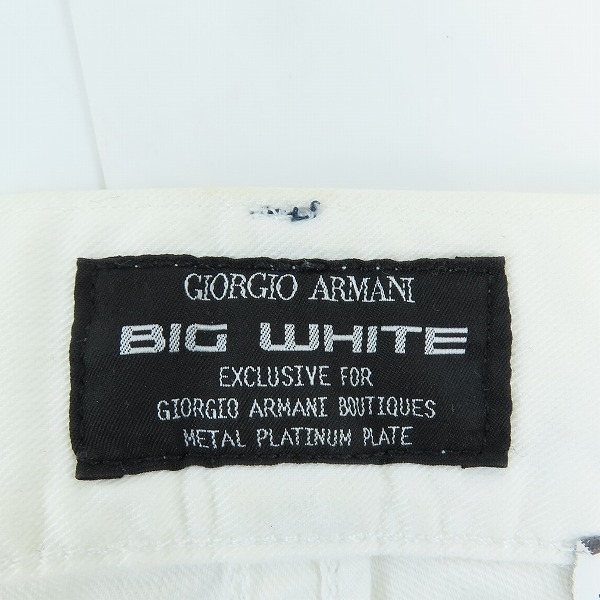 GIORGIO ARMANI
BIG WHITE
EXCLUSIVE FOR
GIORGIO ARMANI BOUTIQUES
METAL PLATINUM PLATE